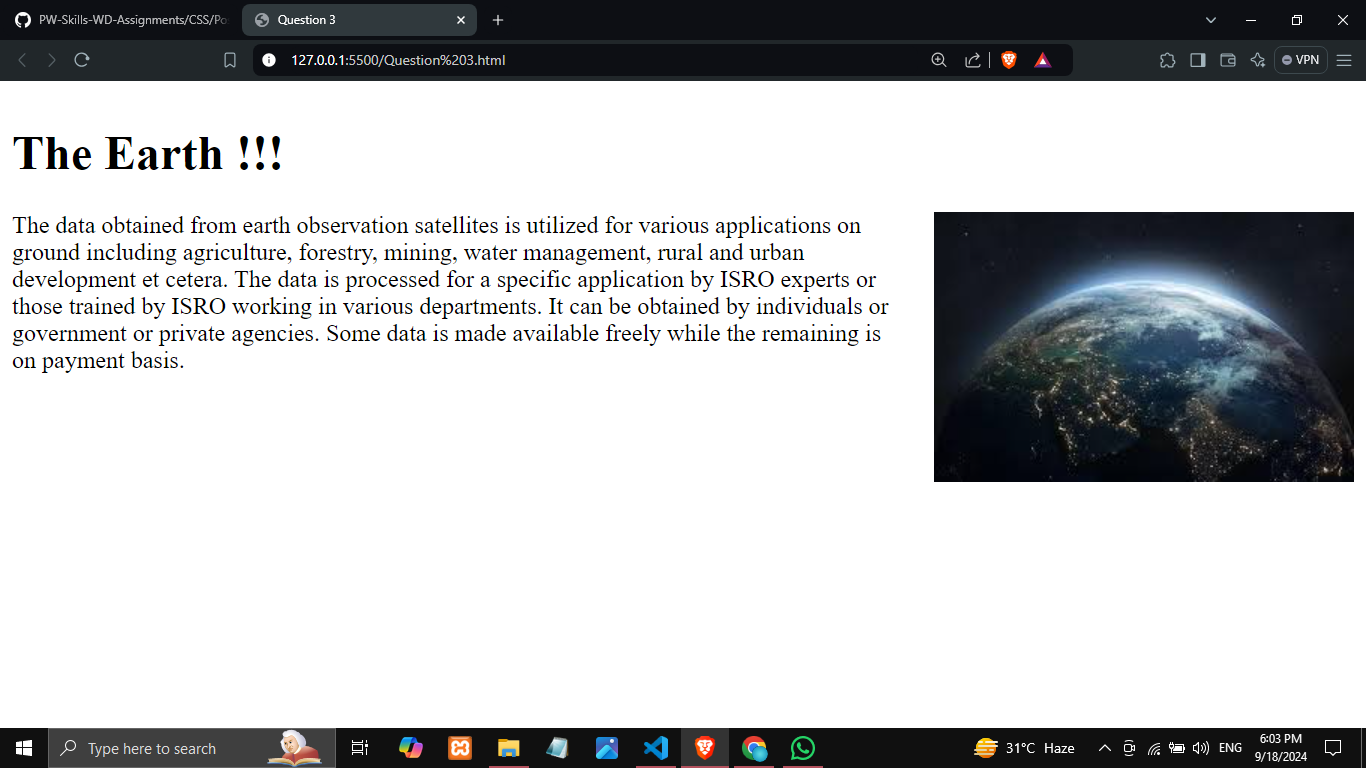 PW-Skills-WD-Assignments/CSS/Po
Question 3
127.0.0.1:5500/Question%203.html
VPN
The Earth !!!
The data obtained from earth observation satellites is utilized for various applications on
ground including agriculture, forestry, mining, water management, rural and urban
development et cetera. The data is processed for a specific application by ISRO experts or
those trained by ISRO working in various departments. It can be obtained by individuals or
government or private agencies. Some data is made available freely while the remaining is
on payment basis.
Type here to search
31°C Haze
ENG
6:03 PM
9/18/2024